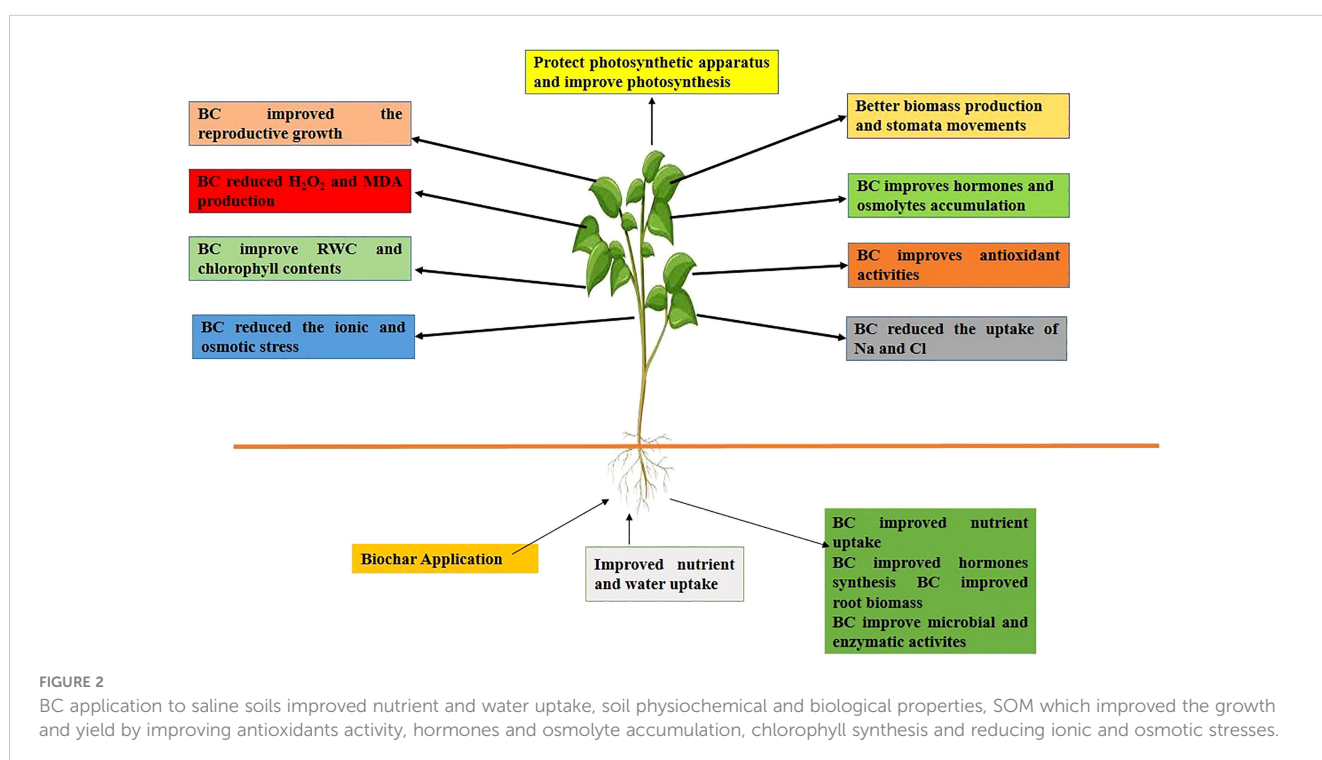 Protect photosynthetic apparatus
and improve photosynthesis
BC improved the
reproductive growth
Better biomass production
and stomata movements
BC reduced H₂O₂ and MDA
production
BC improves hormones and
osmolytes accumulation
BC improve RWC and
chlorophyll contents
BC improves antioxidant
activities
BC reduced the ionic and
osmotic stress
BC reduced the uptake of
Na and Cl
Biochar Application
Improved nutrient
and water uptake
BC improved nutrient
uptake
BC improved hormones
synthesis BC improved
root biomass
BC improve microbial and
enzymatic activites
FIGURE 2
BC application to saline soils improved nutrient and water uptake, soil physiochemical and biological properties, SOM which improved the growth
and yield by improving antioxidants activity, hormones and osmolyte accumulation, chlorophyll synthesis and reducing ionic and osmotic stresses.